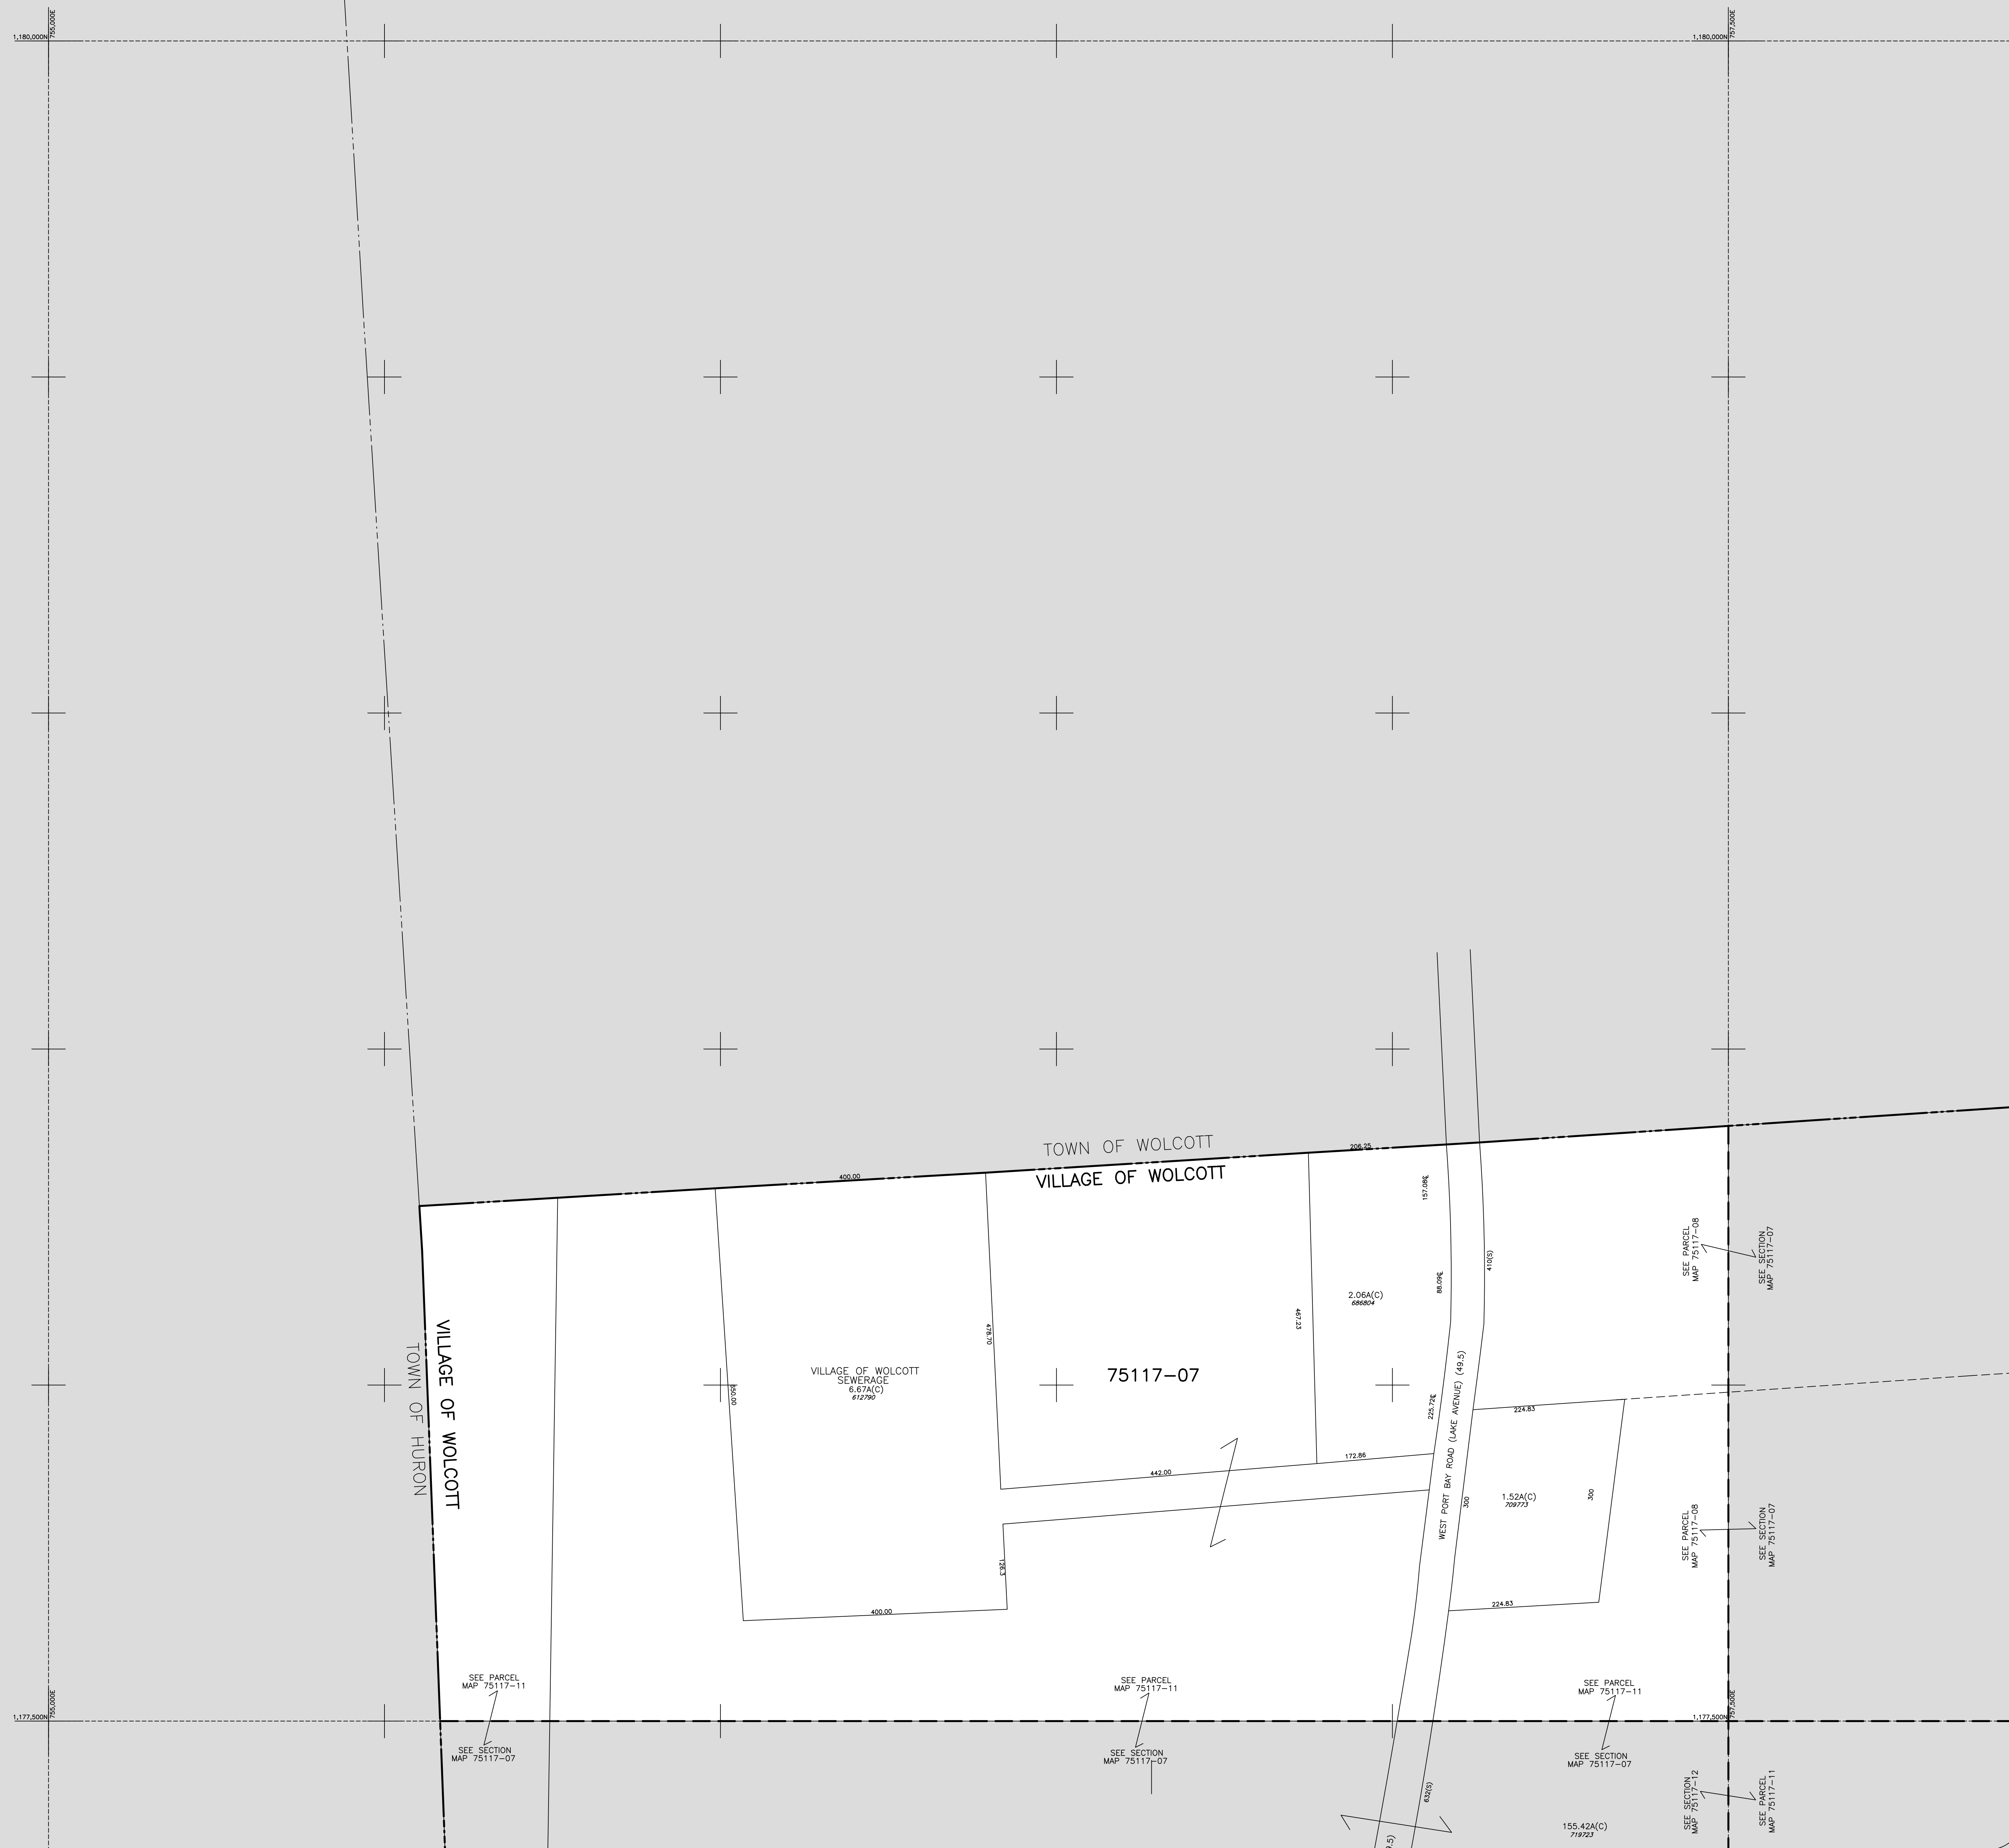 1,180,000N
755,000E
1,180,000N
757,500E
TOWN OF WOLCOTT
206.25
400.00
VILLAGE OF WOLCOTT
157.08
410(S)
SEE PARCEL
MAP 75117-08
SEE SECTION
MAP 75117-07
88.09
2.06A(C)
686804
467.23
478.70
VILLAGE OF WOLCOTT
TOWN OF HURON
650.00
VILLAGE OF WOLCOTT
SEWERAGE
6.67A(C)
612790
75117-07
225.72
WEST PORT BAY ROAD (LAKE AVENUE) (49.5)
224.83
172.86
442.00
300
1.52A(C)
709773
300
SEE PARCEL
MAP 75117-08
SEE SECTION
MAP 75117-07
126.3
400.00
224.83
SEE PARCEL
MAP 75117-11
SEE PARCEL
MAP 75117-11
SEE PARCEL
MAP 75117-11
1,177,500N
755,000E
1,177,500N
757,500E
SEE SECTION
MAP 75117-07
SEE SECTION
MAP 75117-07
SEE SECTION
MAP 75117-07
632(S)
SEE SECTION
MAP 75117-12
SEE PARCEL
MAP 75117-11
155.42A(C)
719723